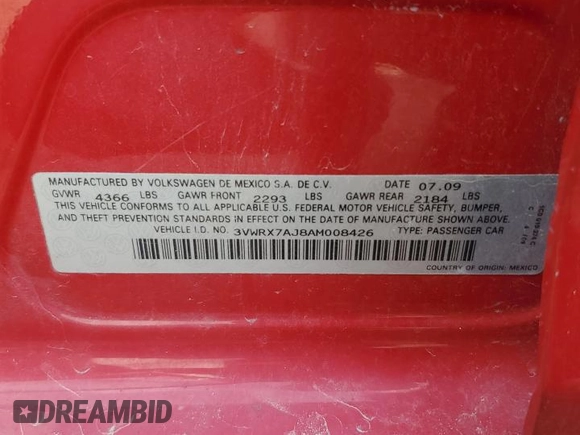 MANUFACTURED BY VOLKSWAGEN DE MEXICO S.A. DE C.V. DATE 07.09
GVWR 4366 LBS GAWR FRONT 2293 LBS GAWR REAR 2184 LBS
THIS VEHICLE CONFORMS TO ALL APPLICABLE U.S. FEDERAL MOTOR VEHICLE SAFETY, BUMPER,
AND THEFT PREVENTION STANDARDS IN EFFECT ON THE DATE OF MANUFACTURE SHOWN ABOVE.
VEHICLE I.D. NO. 3VWRX7AJ8AM008426 TYPE: PASSENGER CAR
COUNTRY OF ORIGIN: MEXICO
DREAMBID